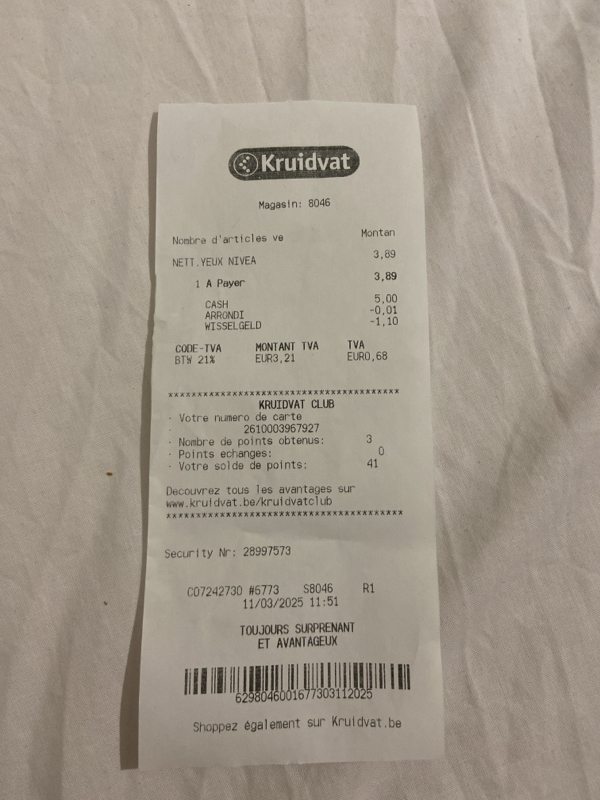 Kruidvat
Magasin: 8046
Nombre d'articles ve Montan
NETT.YEUX NIVEA 3,89
1 A Payer 3,89
CASH 5,00
ARRONDI -0,01
WISSELGELD -1,10
CODE-TVA MONTANT TVA TVA
BTW 21% EUR3,21 EUR0,68
****************************************
KRUIDVAT CLUB
· Votre numero de carte
· 2610003967927
· Nombre de points obtenus: 3
· Points echanges: 0
· Votre solde de points: 41
Decouvrez tous les avantages sur
www.kruidvat.be/kruidvatclub
****************************************
Security Nr: 28997573
C07242730 #6773 S8046 R1
11/03/2025 11:51
TOUJOURS SURPRENANT
ET AVANTAGEUX
6298046001677303112025
Shoppez également sur Kruidvat.be